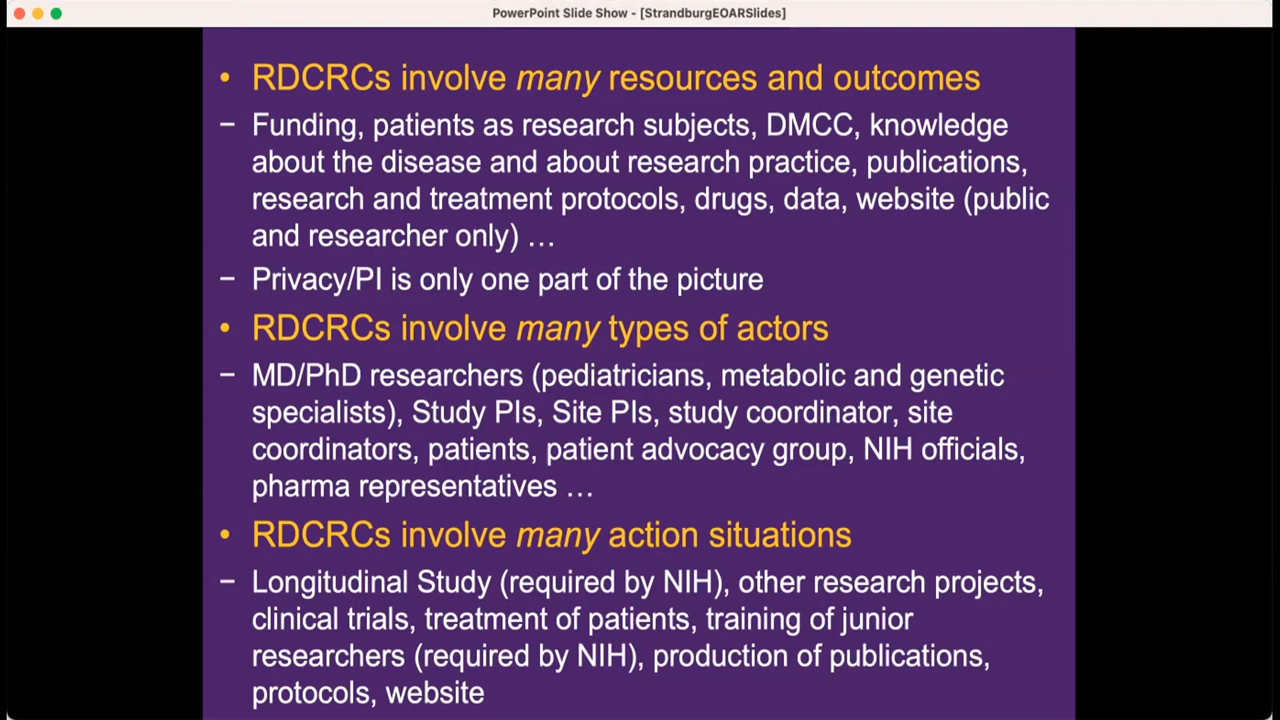 PowerPoint Slide Show - [StrandburgEOARSlides]
• RDCRCs involve many resources and outcomes
– Funding, patients as research subjects, DMCC, knowledge
about the disease and about research practice, publications,
research and treatment protocols, drugs, data, website (public
and researcher only) …
– Privacy/PI is only one part of the picture
• RDCRCs involve many types of actors
– MD/PhD researchers (pediatricians, metabolic and genetic
specialists), Study PIs, Site PIs, study coordinator, site
coordinators, patients, patient advocacy group, NIH officials,
pharma representatives …
• RDCRCs involve many action situations
– Longitudinal Study (required by NIH), other research projects,
clinical trials, treatment of patients, training of junior
researchers (required by NIH), production of publications,
protocols, website